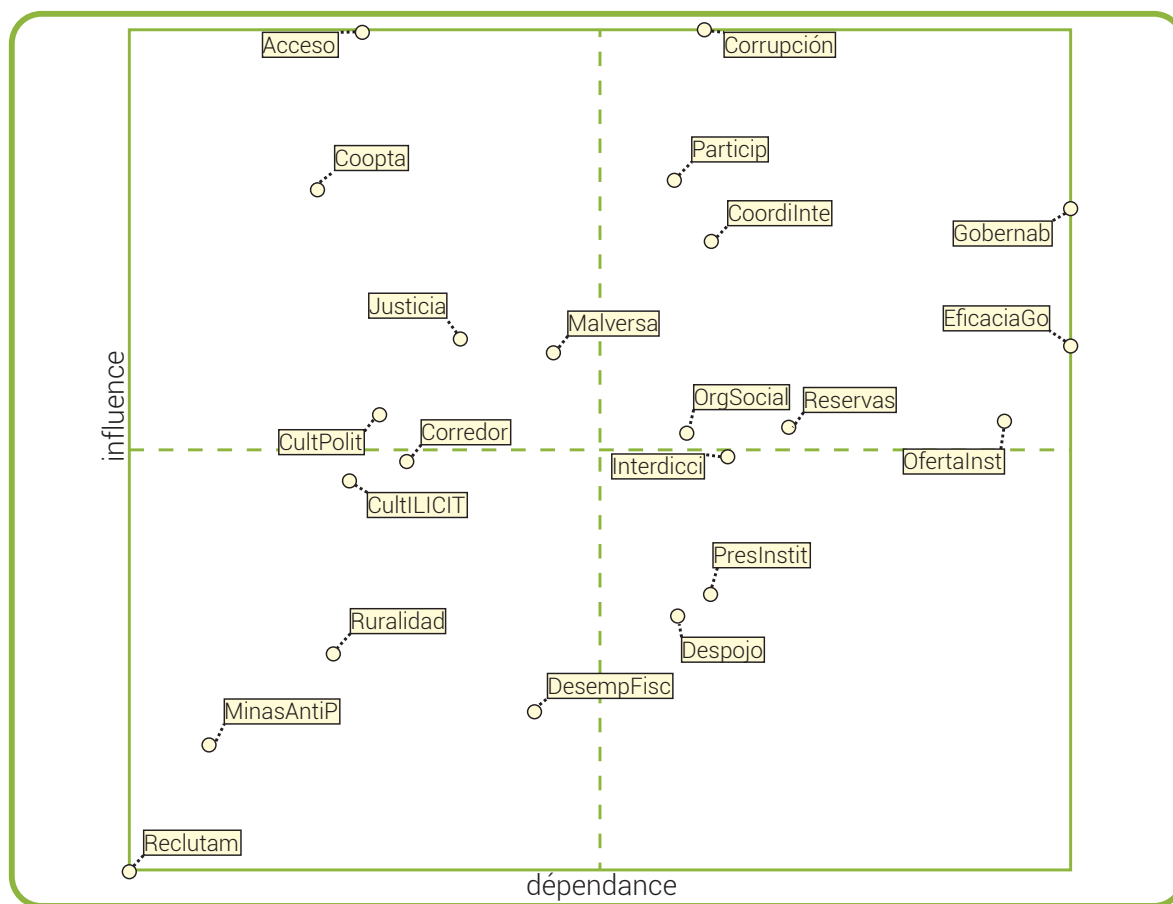 Acceso
Corrupción
Coopta
Particip
CoordiInte
Gobernab
Justicia
Malversa
EficaciaGo
OrgSocial
Reservas
influence
CultPolit
Corredor
Interdicci
OfertaInst
CultILICIT
PresInstit
Ruralidad
Despojo
DesempFisc
MinasAntiP
Reclutam
dépendance